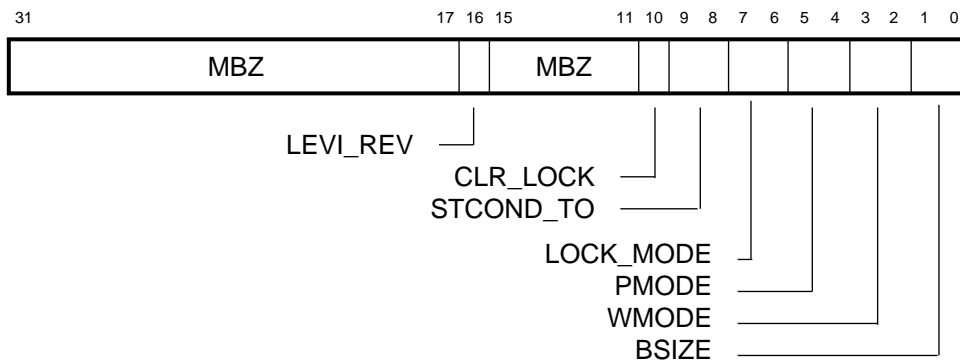 31 17 16 15 11 10 9 8 7 6 5 4 3 2 1 0
MBZ MBZ
LEVI_REV
CLR_LOCK
STCOND_TO
LOCK_MODE
PMODE
WMODE
BSIZE